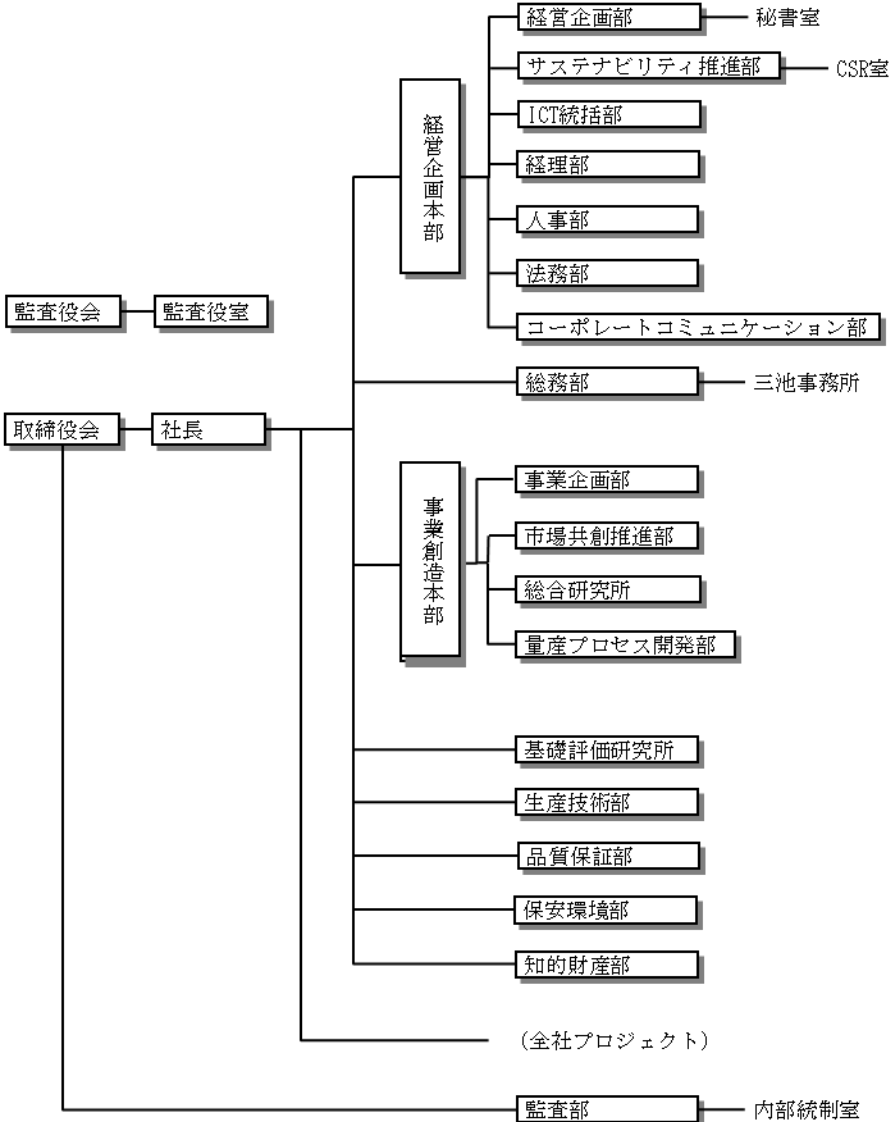 経営企画部
秘書室
サステナビリティ推進部
CSR室
ICT統括部
経理部
人事部
法務部
コーポレートコミュニケーション部
経営企画本部
監査役会
監査役室
総務部
三池事務所
取締役会
社長
事業創造本部
事業企画部
市場共創推進部
総合研究所
量産プロセス開発部
基礎評価研究所
生産技術部
品質保証部
保安環境部
知的財産部
(全社プロジェクト)
監査部
内部統制室